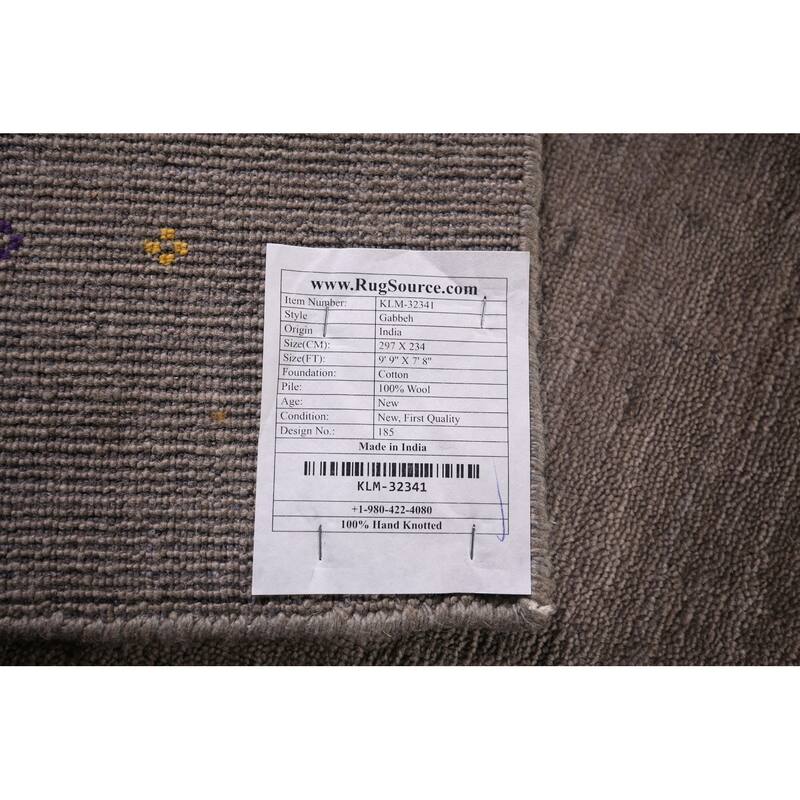 www.RugSource.com
Item Number: KLM-32341
Style Gabbeh
Origin India
Size(CM): 297 X 234
Size(FT): 9' 9" X 7' 8"
Foundation: Cotton
Pile: 100% Wool
Age: New
Condition: New, First Quality
Design No.: 185
Made in India
KLM-32341
+1-980-422-4080
100% Hand Knotted